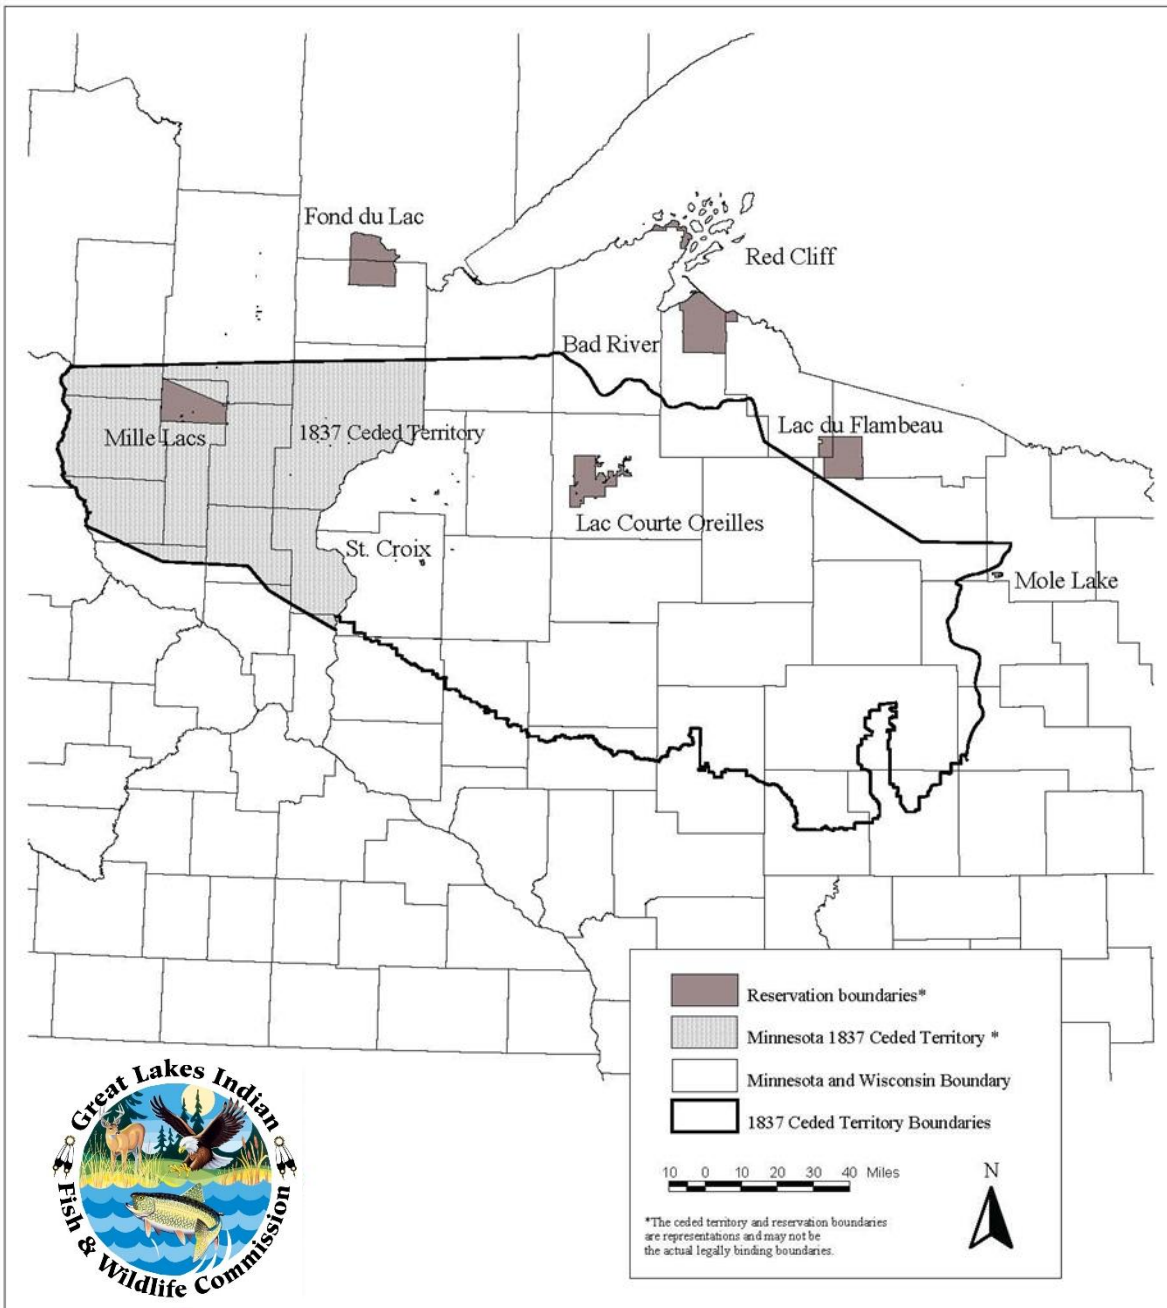 Fond du Lac
Red Cliff
Bad River
Mille Lacs
1837 Ceded Territory
Lac du Flambeau
Lac Courte Oreilles
St. Croix
Mole Lake
Reservation boundaries*
Minnesota 1837 Ceded Territory *
Minnesota and Wisconsin Boundary
1837 Ceded Territory Boundaries
10 0 10 20 30 40 Miles
N
*The ceded territory and reservation boundaries
are representations and may not be
the actual legally binding boundaries.
Great Lakes Indian
Fish & Wildlife Commission